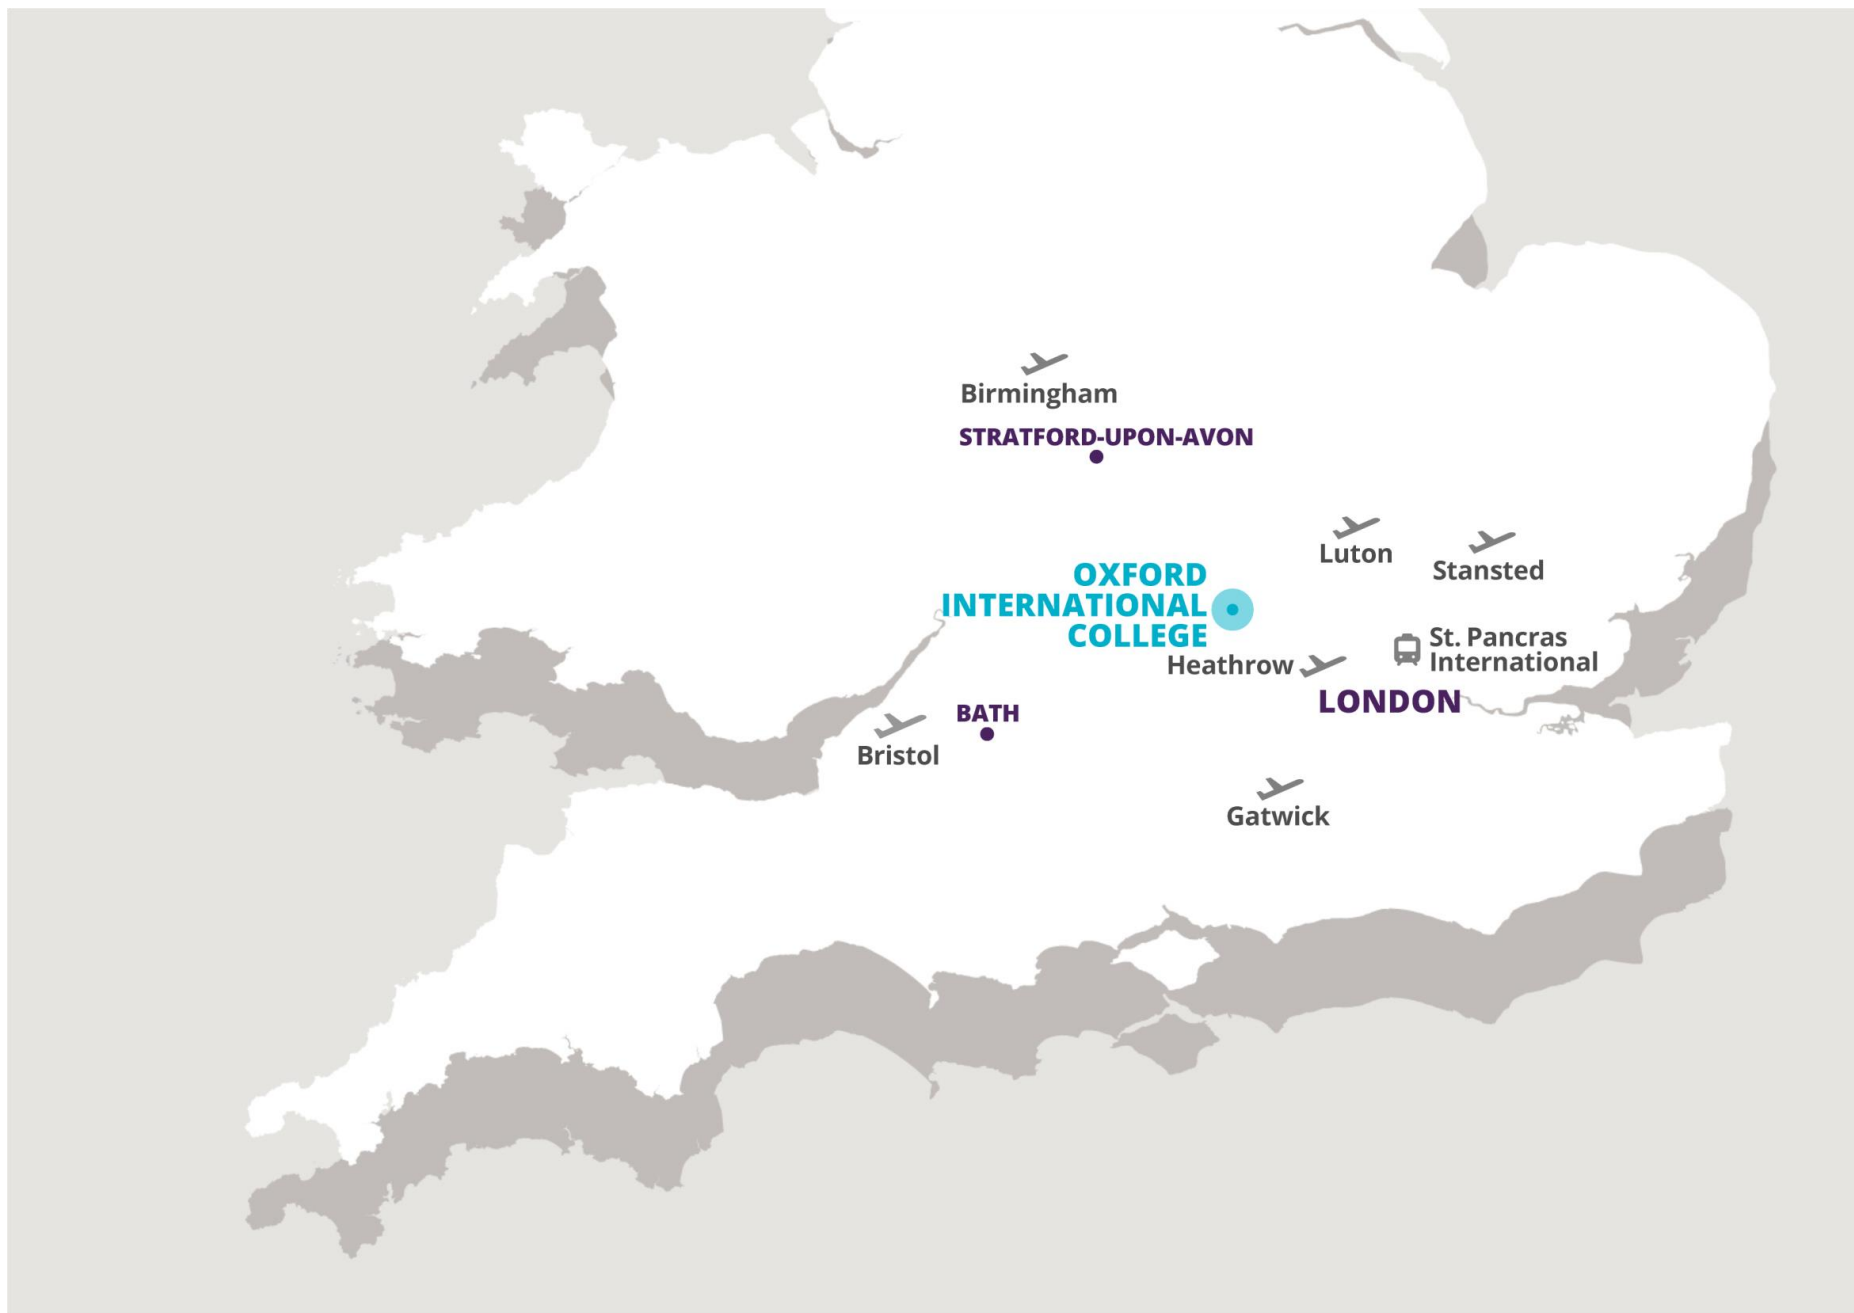 Birmingham
STRATFORD-UPON-AVON
Luton
Stansted
OXFORD
INTERNATIONAL
COLLEGE
St. Pancras
International
Heathrow
LONDON
BATH
Bristol
Gatwick